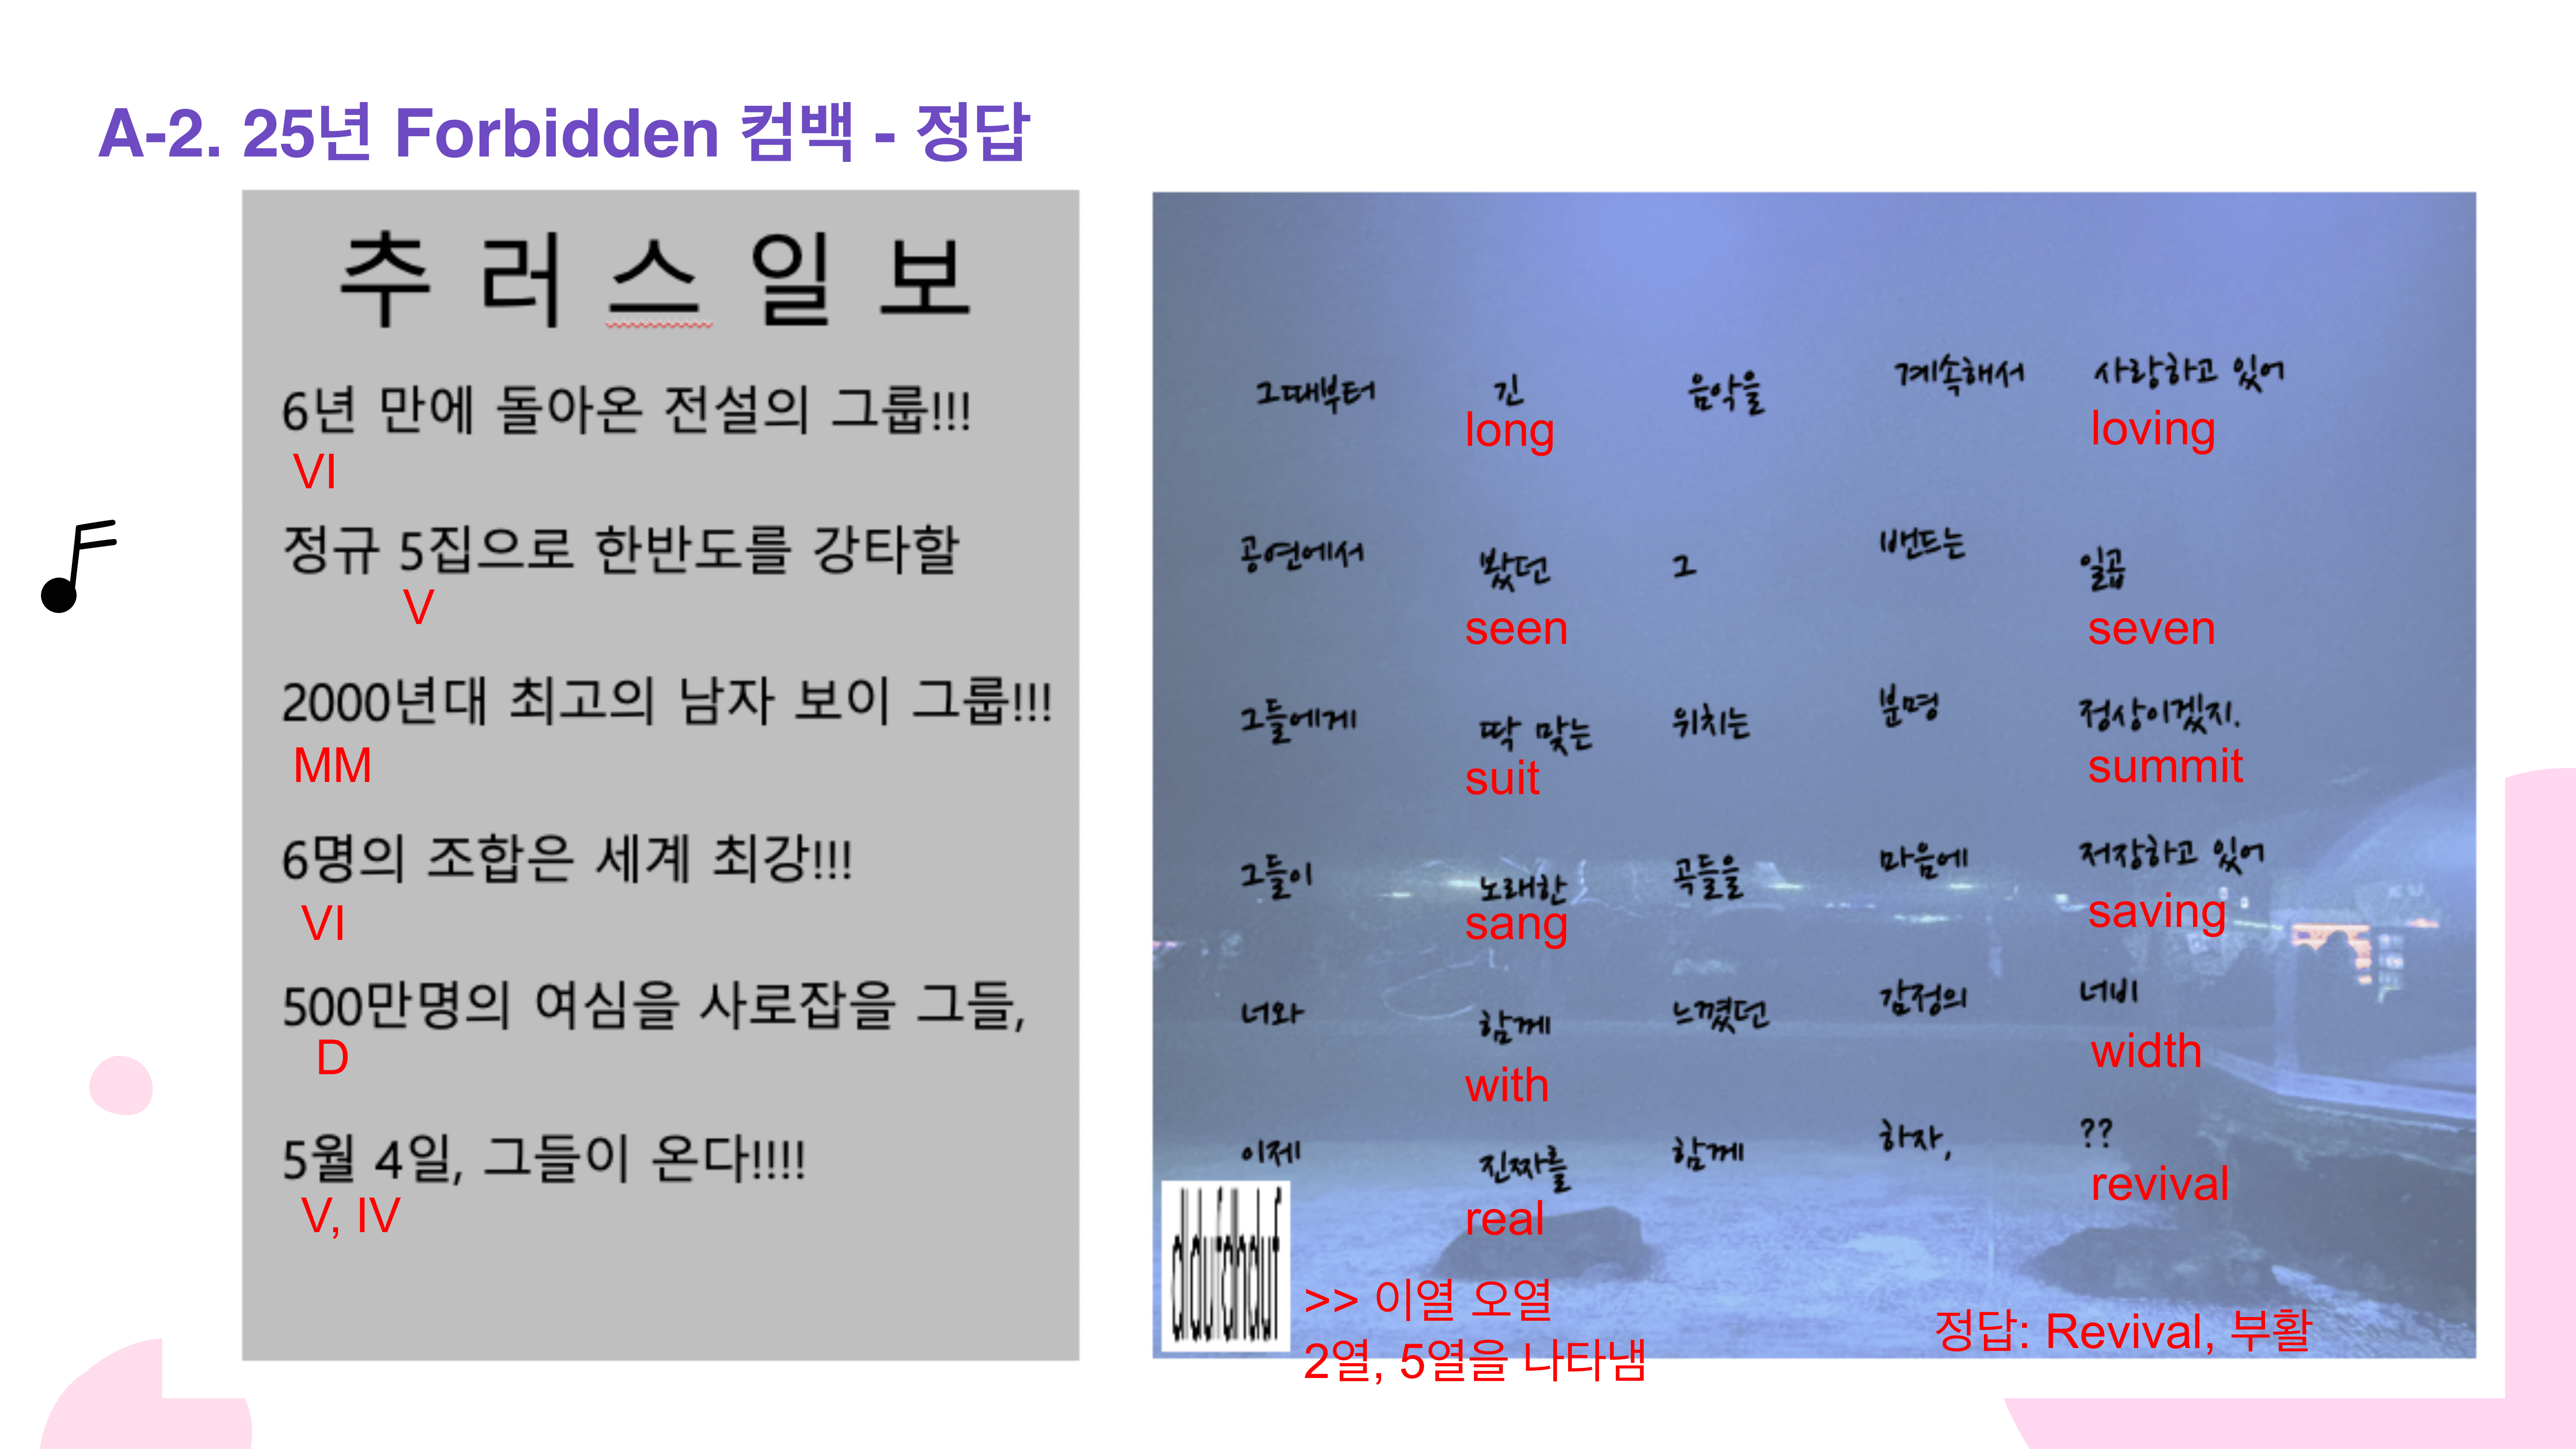 A-2. 25년 Forbidden 컴백 - 정답
추 러 스 일 보
6년 만에 돌아온 전설의 그룹!!!
VI
정규 5집으로 한반도를 강타할
V
2000년대 최고의 남자 보이 그룹!!!
MM
6명의 조합은 세계 최강!!!
VI
500만명의 여심을 사로잡을 그들,
D
5월 4일, 그들이 온다!!!!
V, IV
그때부터 긴 음악을 계속해서 사랑하고 있어
long loving
공연에서 봤던 그 밴드는 일곱
seen seven
그들에게 딱 맞는 위치는 분명 정상이겠지.
suit summit
그들이 노래한 곡들을 마음에 저장하고 있어
sang saving
너와 함께 느꼈던 감정의 너비
with width
이제 진짜를 함께 하자, ??
real revival
dldufdhduf
>> 이열 오열
2열, 5열을 나타냄
정답: Revival, 부활